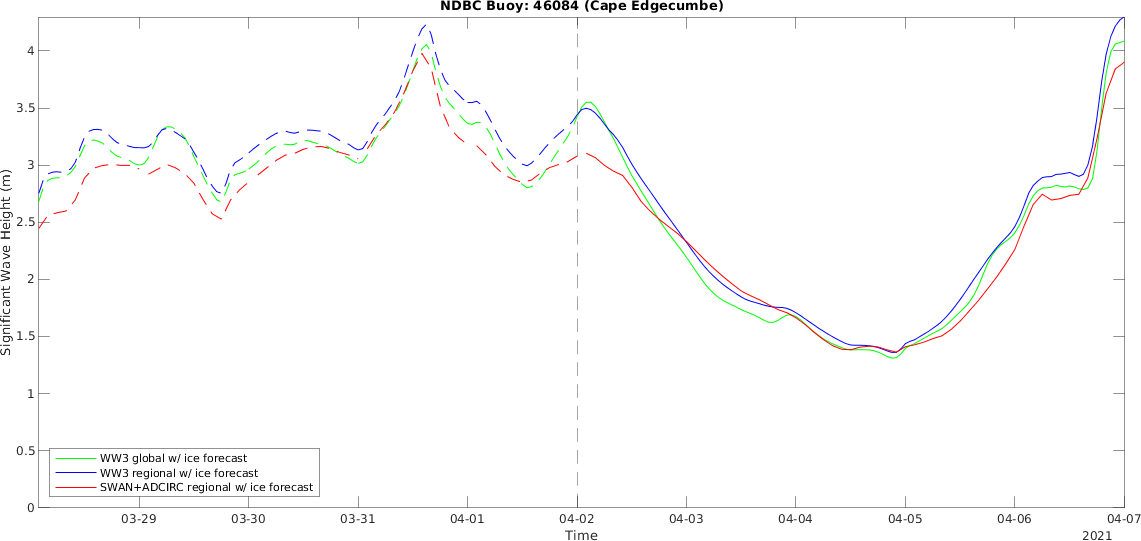 NDBC Buoy: 46084 (Cape Edgecumbe)
Significant Wave Height (m)
4
3.5
3
2.5
2
1.5
1
0.5
0
WW3 global w/ ice forecast
WW3 regional w/ ice forecast
SWAN+ADCIRC regional w/ ice forecast
03-29 03-30 03-31 04-01 04-02 04-03 04-04 04-05 04-06 04-07
Time
2021